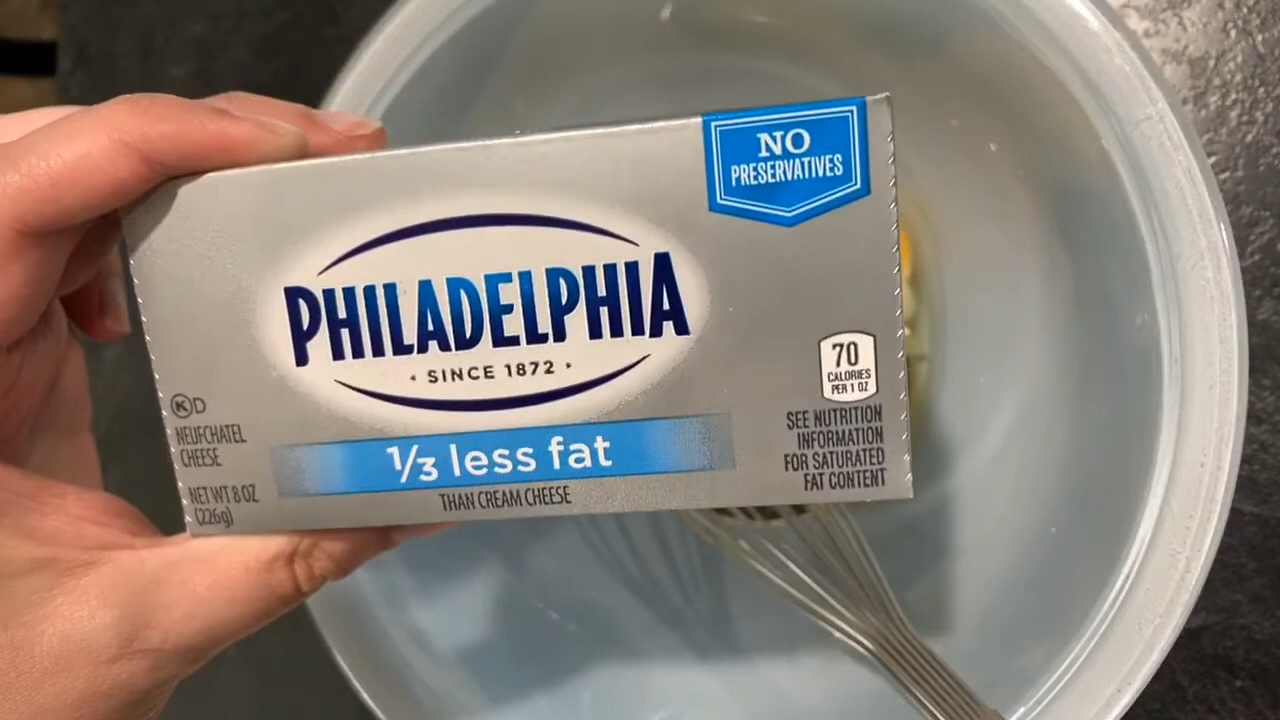 NO
PRESERVATIVES
PHILADELPHIA
• SINCE 1872 •
1/3 less fat
THAN CREAM CHEESE
K D
NEUFCHATEL
CHEESE
NET WT 8 OZ
(226g)
70
CALORIES
PER 1 OZ
SEE NUTRITION
INFORMATION
FOR SATURATED
FAT CONTENT